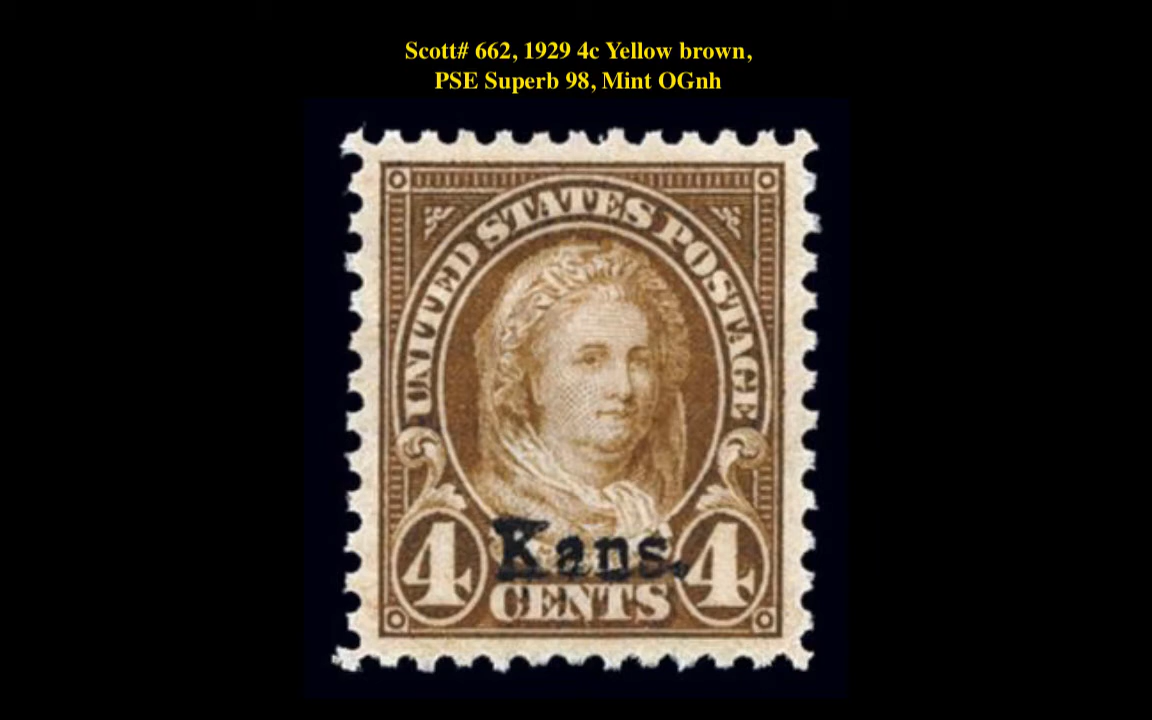 Scott# 662, 1929 4c Yellow brown,
PSE Superb 98, Mint OGnh
UNITED STATES POSTAGE
4 Kans. 4
CENTS